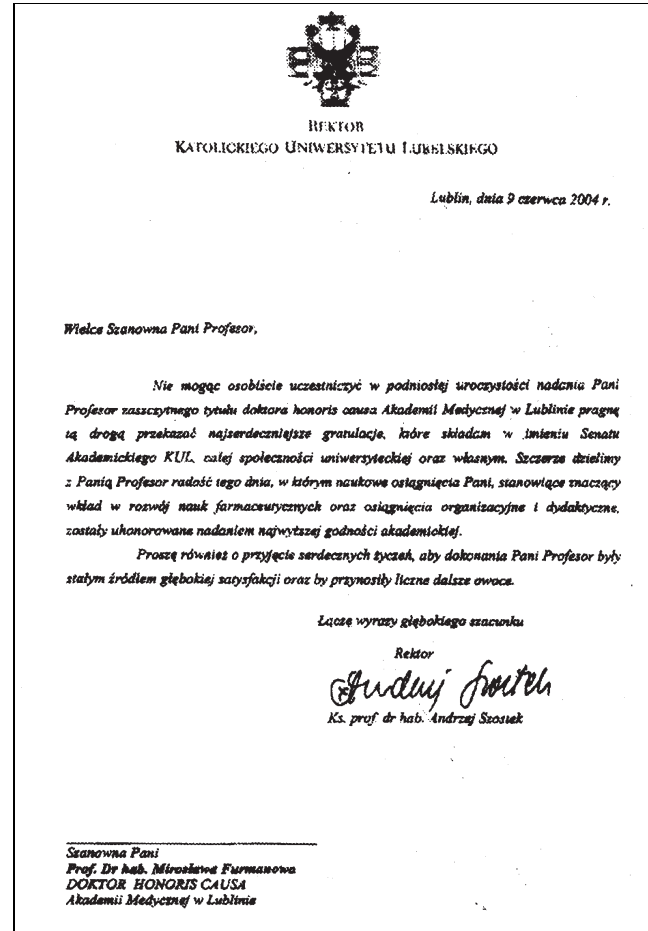 REKTOR
KATOLICKIEGO UNIWERSYTETU LUBELSKIEGO
Lublin, dnia 9 czerwca 2004 r.
Wielce Szanowna Pani Profesor,
Nie mogąc osobiście uczestniczyć w podniosłej uroczystości nadania Pani
Profesor zaszczytnego tytułu doktora honoris causa Akademii Medycznej w Lublinie pragnę
tą drogą przekazać najserdeczniejsze gratulacje, które składam w imieniu Senatu
Akademickiego KUL, całej społeczności uniwersyteckiej oraz własnym. Szczerze dzielimy
z Panią Profesor radość tego dnia, w którym naukowe osiągnięcia Pani, stanowiące znaczący
wkład w rozwój nauk farmaceutycznych oraz osiągnięcia organizacyjne i dydaktyczne,
zostały uhonorowane nadaniem najwyższej godności akademickiej.
Proszę również o przyjęcie serdecznych życzeń, aby dokonania Pani Profesor były
stałym źródłem głębokiej satysfakcji oraz by przynosiły liczne dalsze owoce.
Łączę wyrazy głębokiego szacunku
Rektor
Andrzej Szostek
Ks. prof. dr hab. Andrzej Szostek
Szanowna Pani
Prof. Dr hab. Mirosława Furmanowa
DOKTOR HONORIS CAUSA
Akademii Medycznej w Lublinie